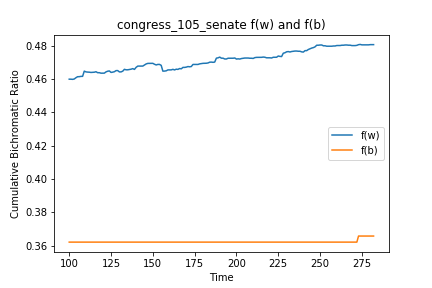 congress_105_senate f(w) and f(b)
Cumulative Bichromatic Ratio
0.48
0.46
0.44
0.42
0.40
0.38
0.36
f(w)
f(b)
100 125 150 175 200 225 250 275
Time